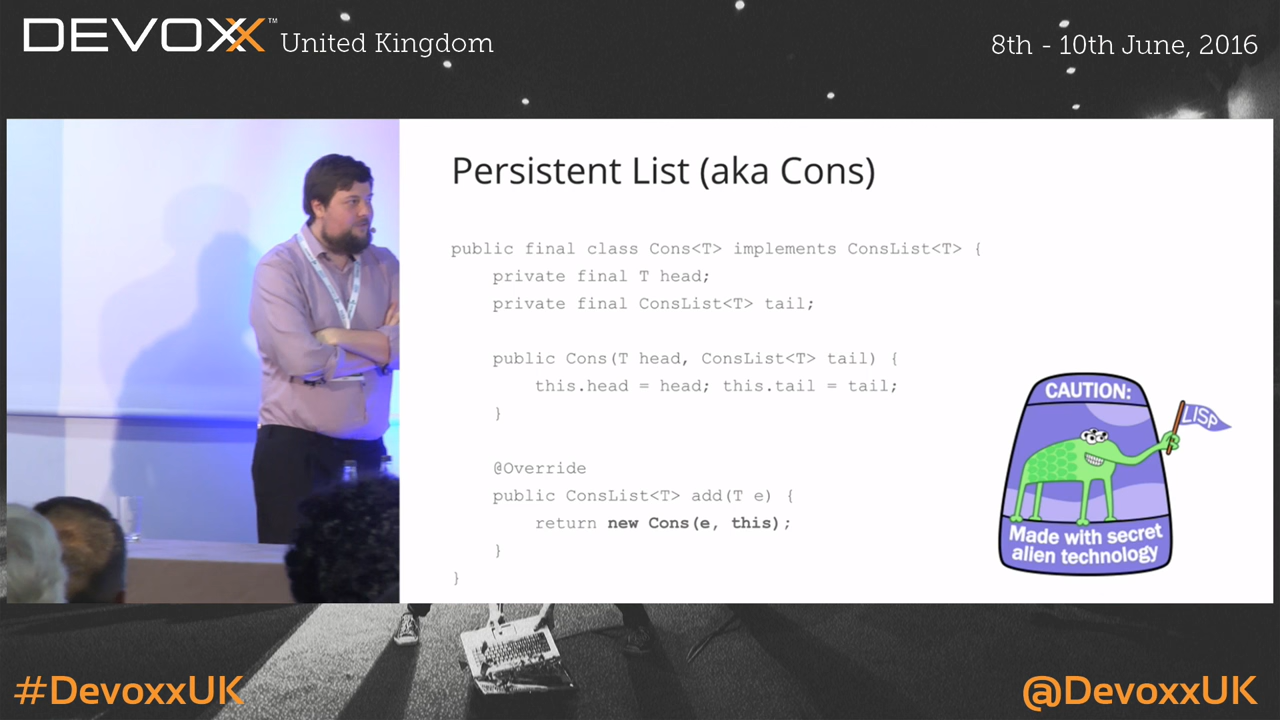 DEVOXX™ United Kingdom
8th - 10th June, 2016
Persistent List (aka Cons)
public final class Cons<T> implements ConsList<T> {
    private final T head;
    private final ConsList<T> tail;
    public Cons(T head, ConsList<T> tail) {
        this.head = head; this.tail = tail;
    }
    @Override
    public ConsList<T> add(T e) {
        return new Cons(e, this);
    }
}
CAUTION:
LISP
Made with secret
alien technology
#DevoxxUK
@DevoxxUK